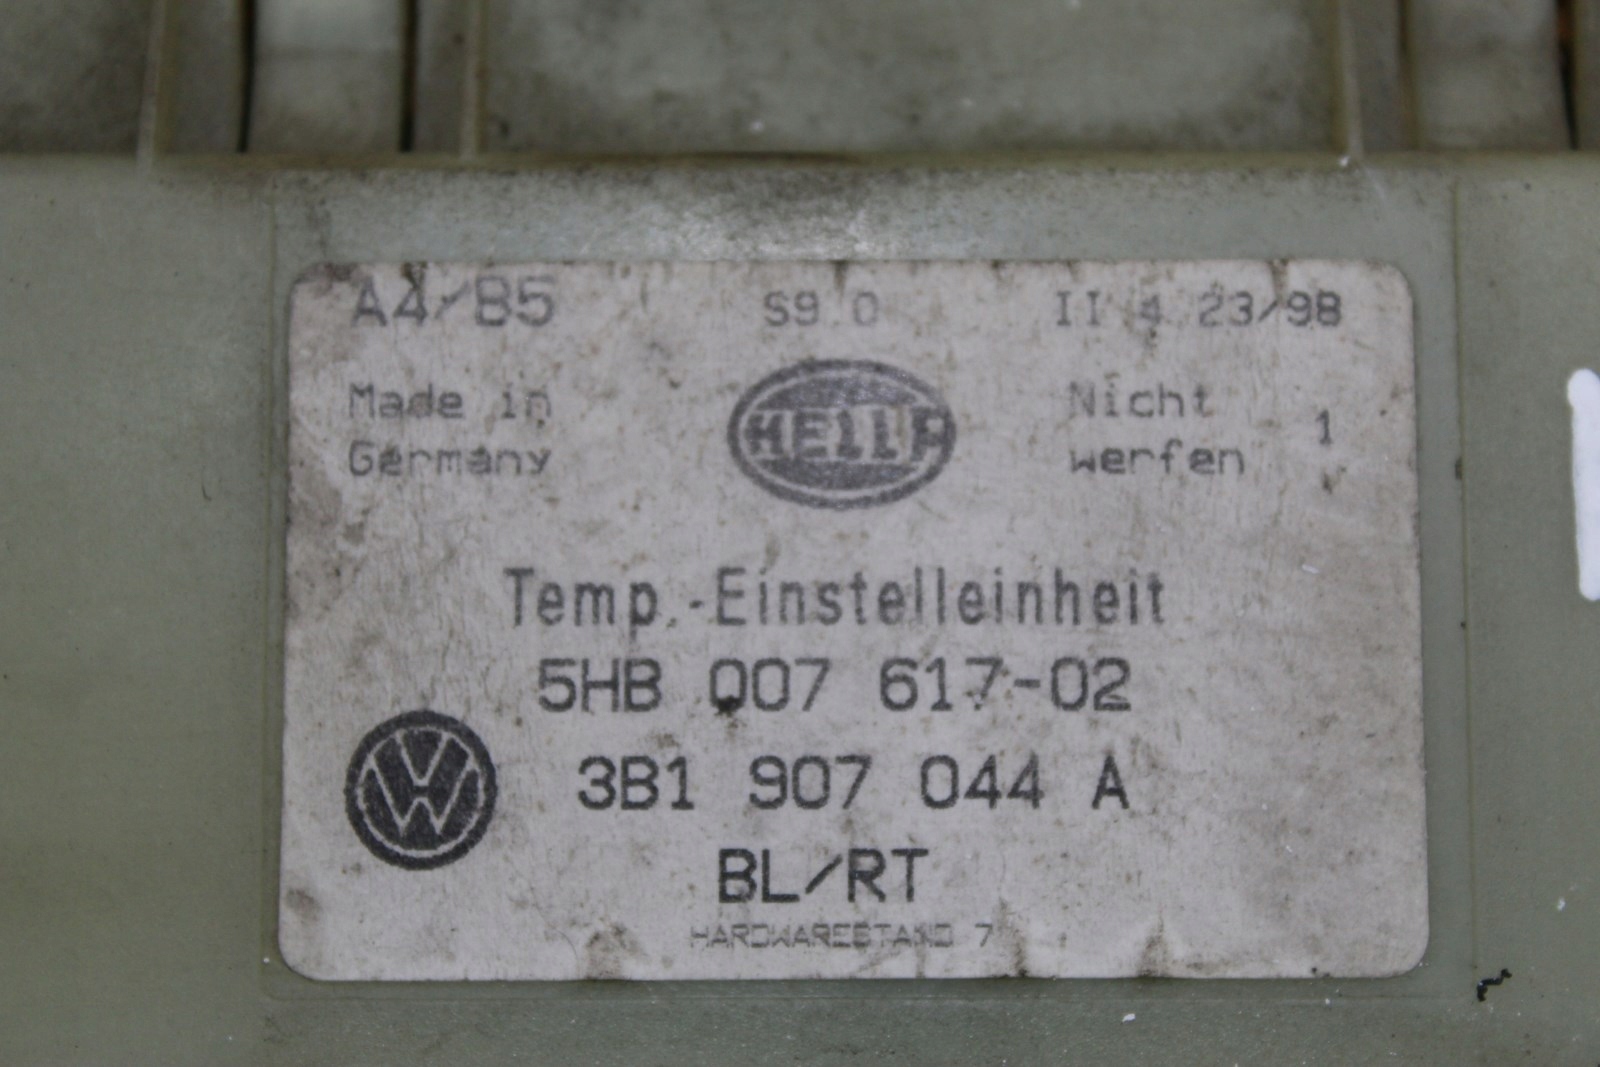 A4/B5 S9.0 II 4 23/98
Made in Germany
HELLA
Nicht werfen 1
Temp.-Einstelleinheit
5HB 007 617-02
3B1 907 044 A
BL/RT
HARDWARESTAND 7